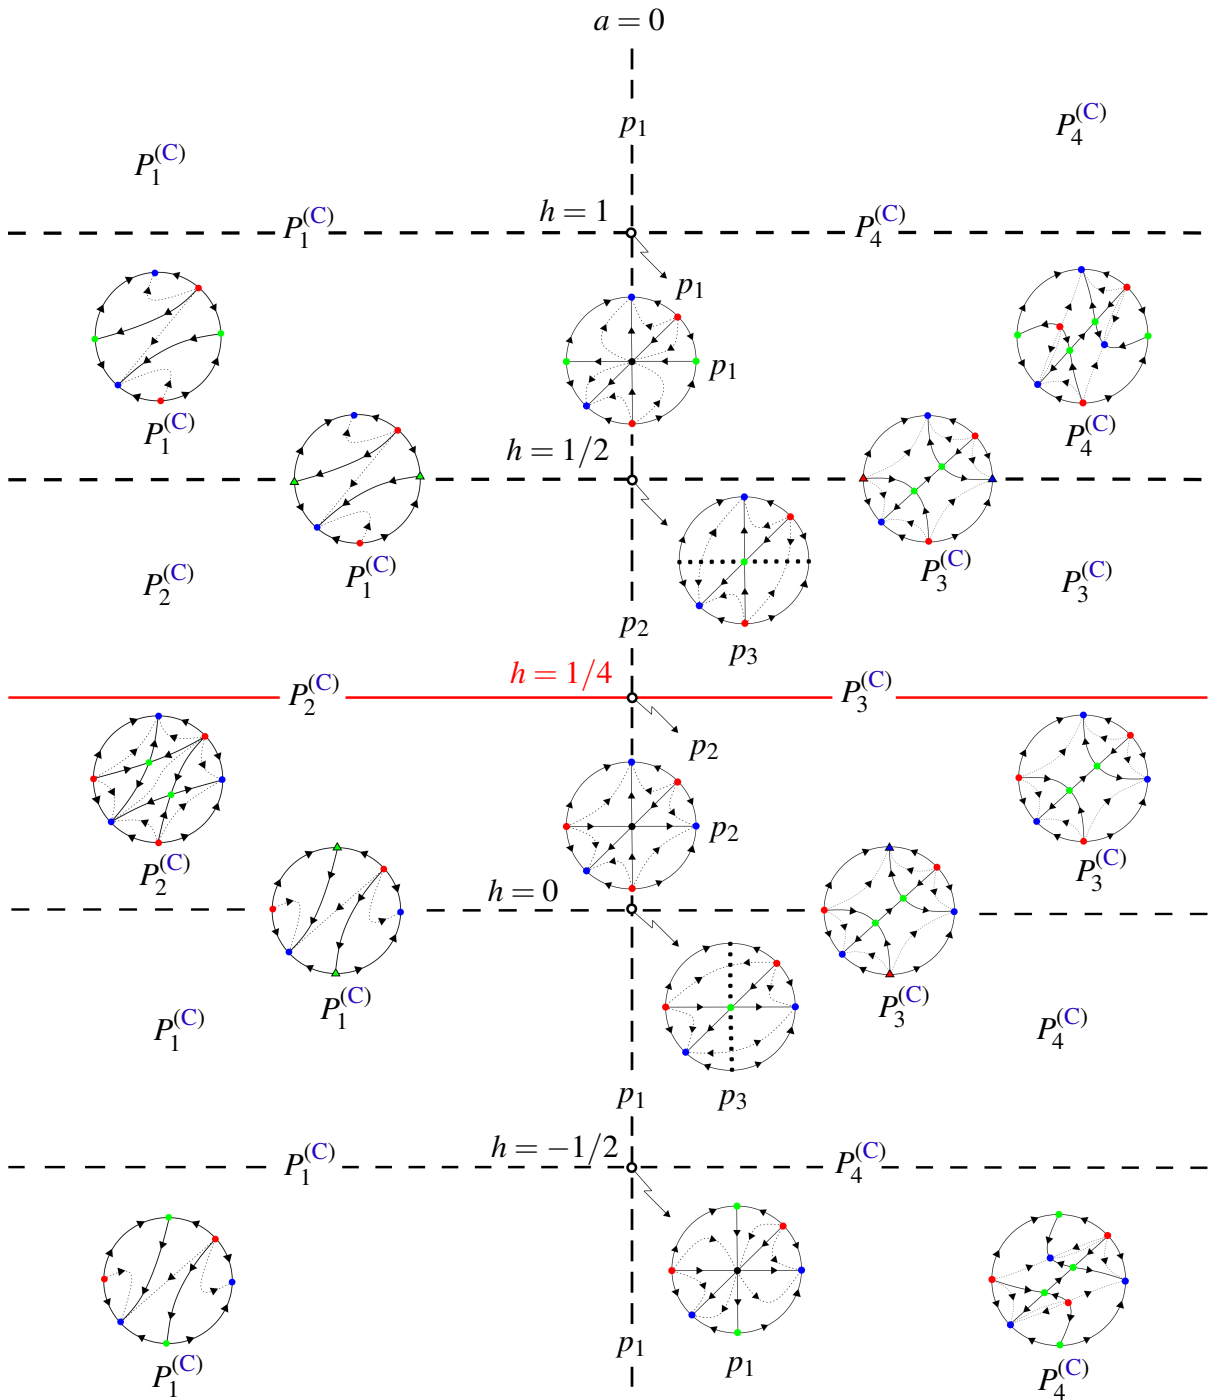 a = 0
p₁
P₄⁽ᶜ⁾
P₁⁽ᶜ⁾
h = 1
P₁⁽ᶜ⁾
P₄⁽ᶜ⁾
p₁
p₁
P₁⁽ᶜ⁾
P₄⁽ᶜ⁾
h = 1/2
P₁⁽ᶜ⁾
P₃⁽ᶜ⁾
P₂⁽ᶜ⁾
P₃⁽ᶜ⁾
p₂
p₃
h = 1/4
P₂⁽ᶜ⁾
P₃⁽ᶜ⁾
p₂
p₂
P₂⁽ᶜ⁾
P₃⁽ᶜ⁾
h = 0
P₁⁽ᶜ⁾
P₃⁽ᶜ⁾
P₁⁽ᶜ⁾
P₄⁽ᶜ⁾
p₁
p₃
h = −1/2
P₁⁽ᶜ⁾
P₄⁽ᶜ⁾
p₁
p₁
P₁⁽ᶜ⁾
P₄⁽ᶜ⁾